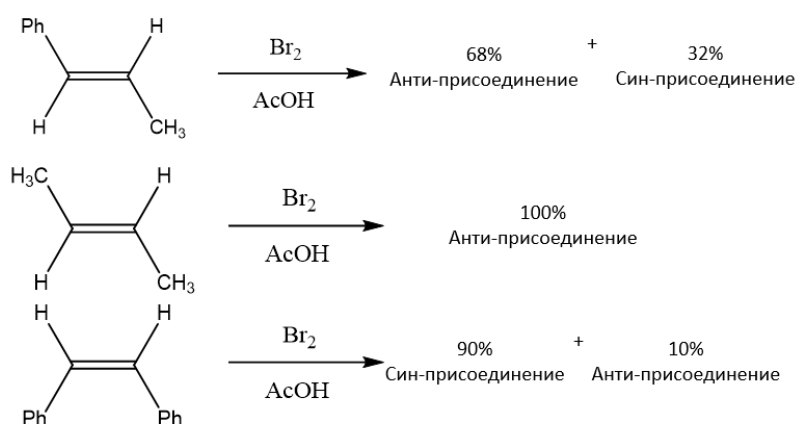 Ph H
Br2
AcOH
68%
Анти-присоединение
+
32%
Син-присоединение
H CH3
H3C H
Br2
AcOH
100%
Анти-присоединение
H CH3
H H
Br2
AcOH
90%
Син-присоединение
+
10%
Анти-присоединение
Ph Ph